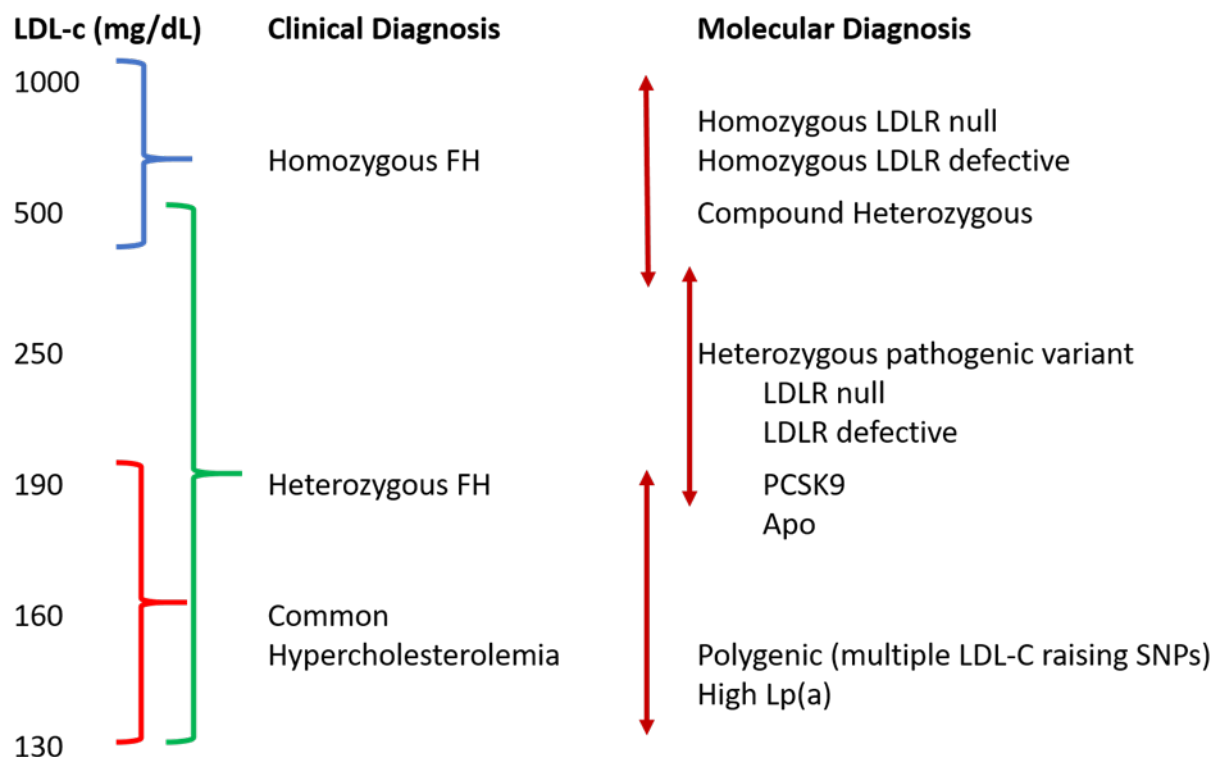 LDL-c (mg/dL) Clinical Diagnosis Molecular Diagnosis
1000
Homozygous LDLR null
Homozygous FH Homozygous LDLR defective
500 Compound Heterozygous
250 Heterozygous pathogenic variant
LDLR null
LDLR defective
190 Heterozygous FH PCSK9
Apo
160 Common
Hypercholesterolemia Polygenic (multiple LDL-C raising SNPs)
High Lp(a)
130